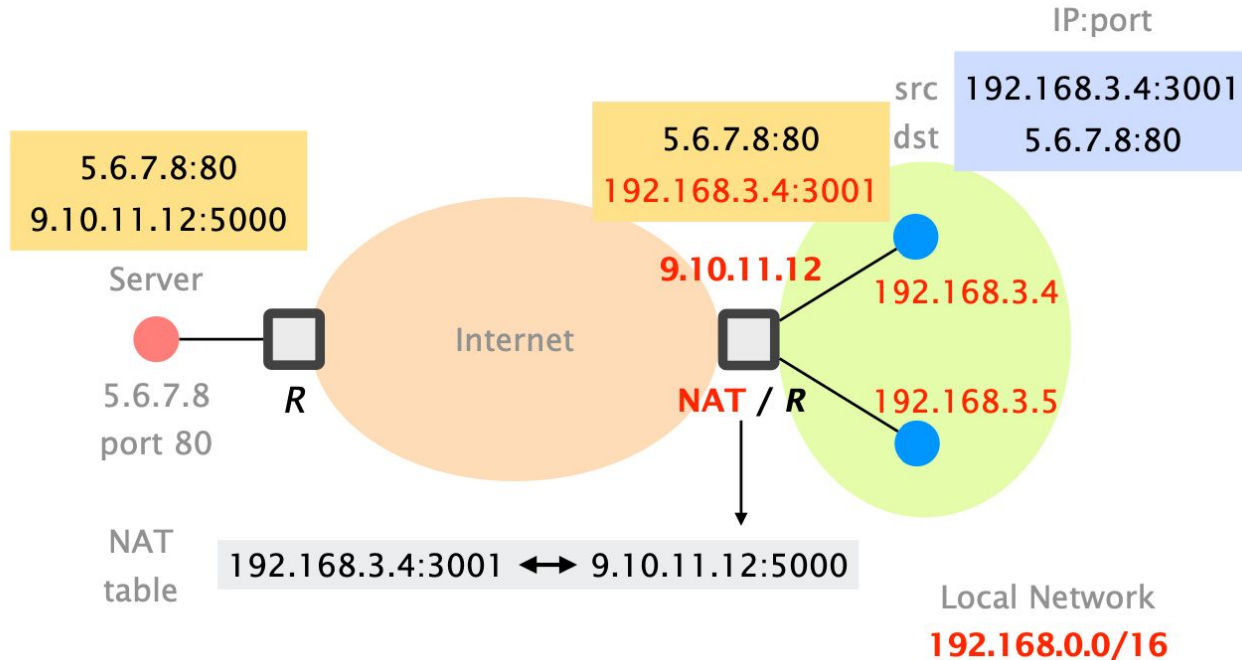 IP:port
src 192.168.3.4:3001
dst 5.6.7.8:80
5.6.7.8:80
192.168.3.4:3001
5.6.7.8:80
9.10.11.12:5000
Server
9.10.11.12
192.168.3.4
Internet
5.6.7.8
port 80
R
NAT / R
192.168.3.5
NAT
table
192.168.3.4:3001 ↔ 9.10.11.12:5000
Local Network
192.168.0.0/16